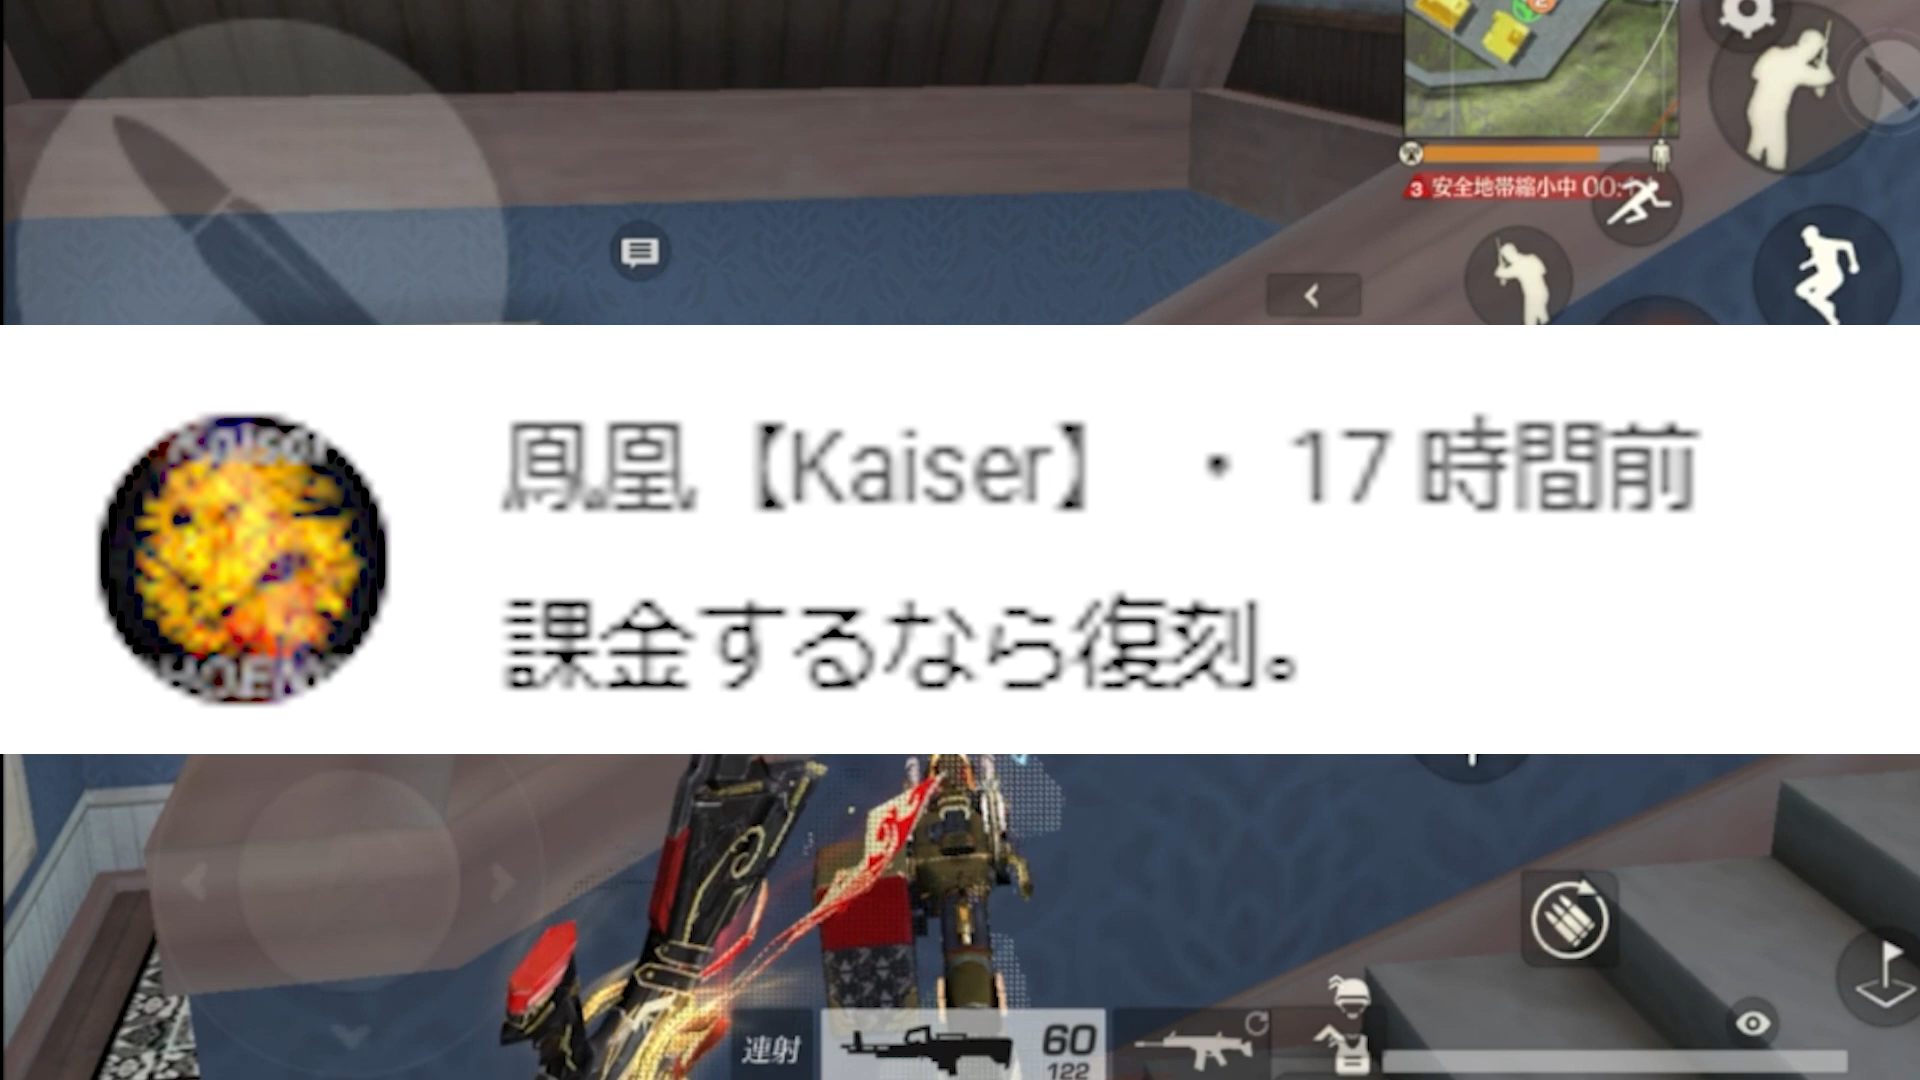 3 安全地帯縮小中 00:
鳳凰【Kaiser】 ・ 17 時間前
課金するなら復刻。
連射
60
122